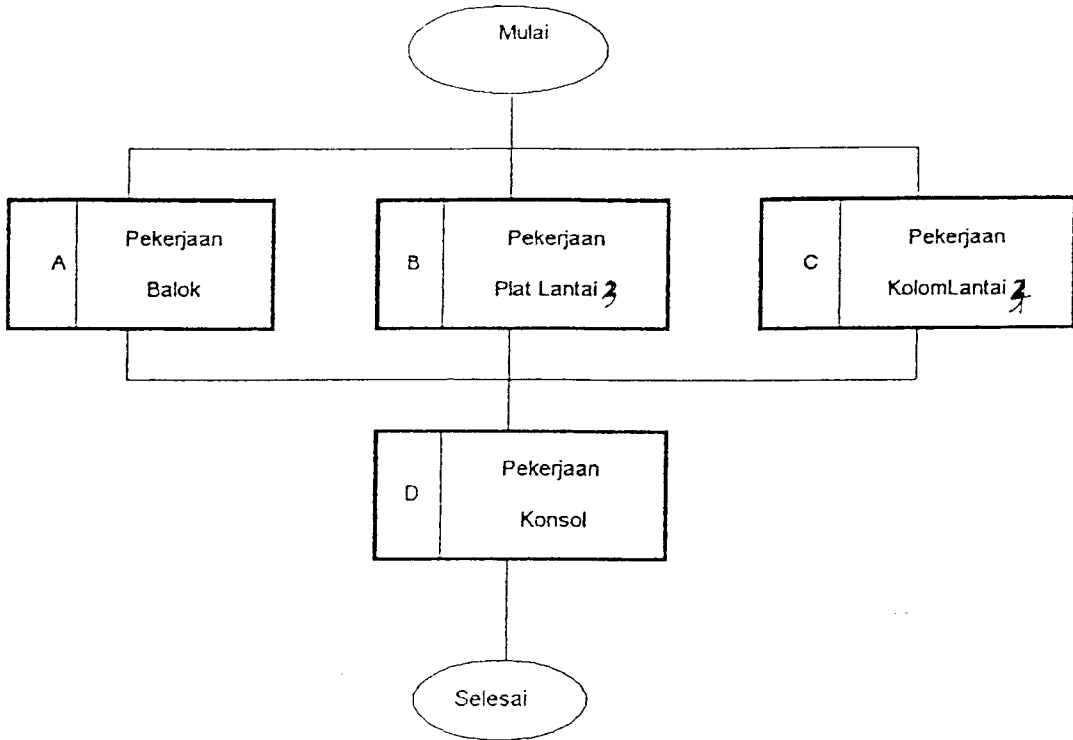 Mulai
A
Pekerjaan
Balok
B
Pekerjaan
Plat Lantai
C
Pekerjaan
KolomLantai
D
Pekerjaan
Konsol
Selesai